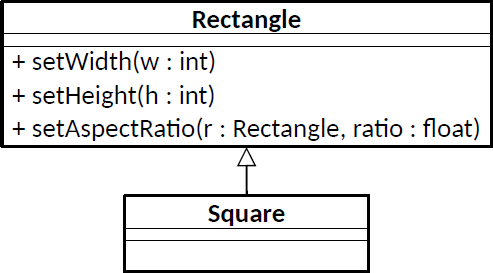 Rectangle
+ setWidth(w : int)
+ setHeight(h : int)
+ setAspectRatio(r : Rectangle, ratio : float)
Square